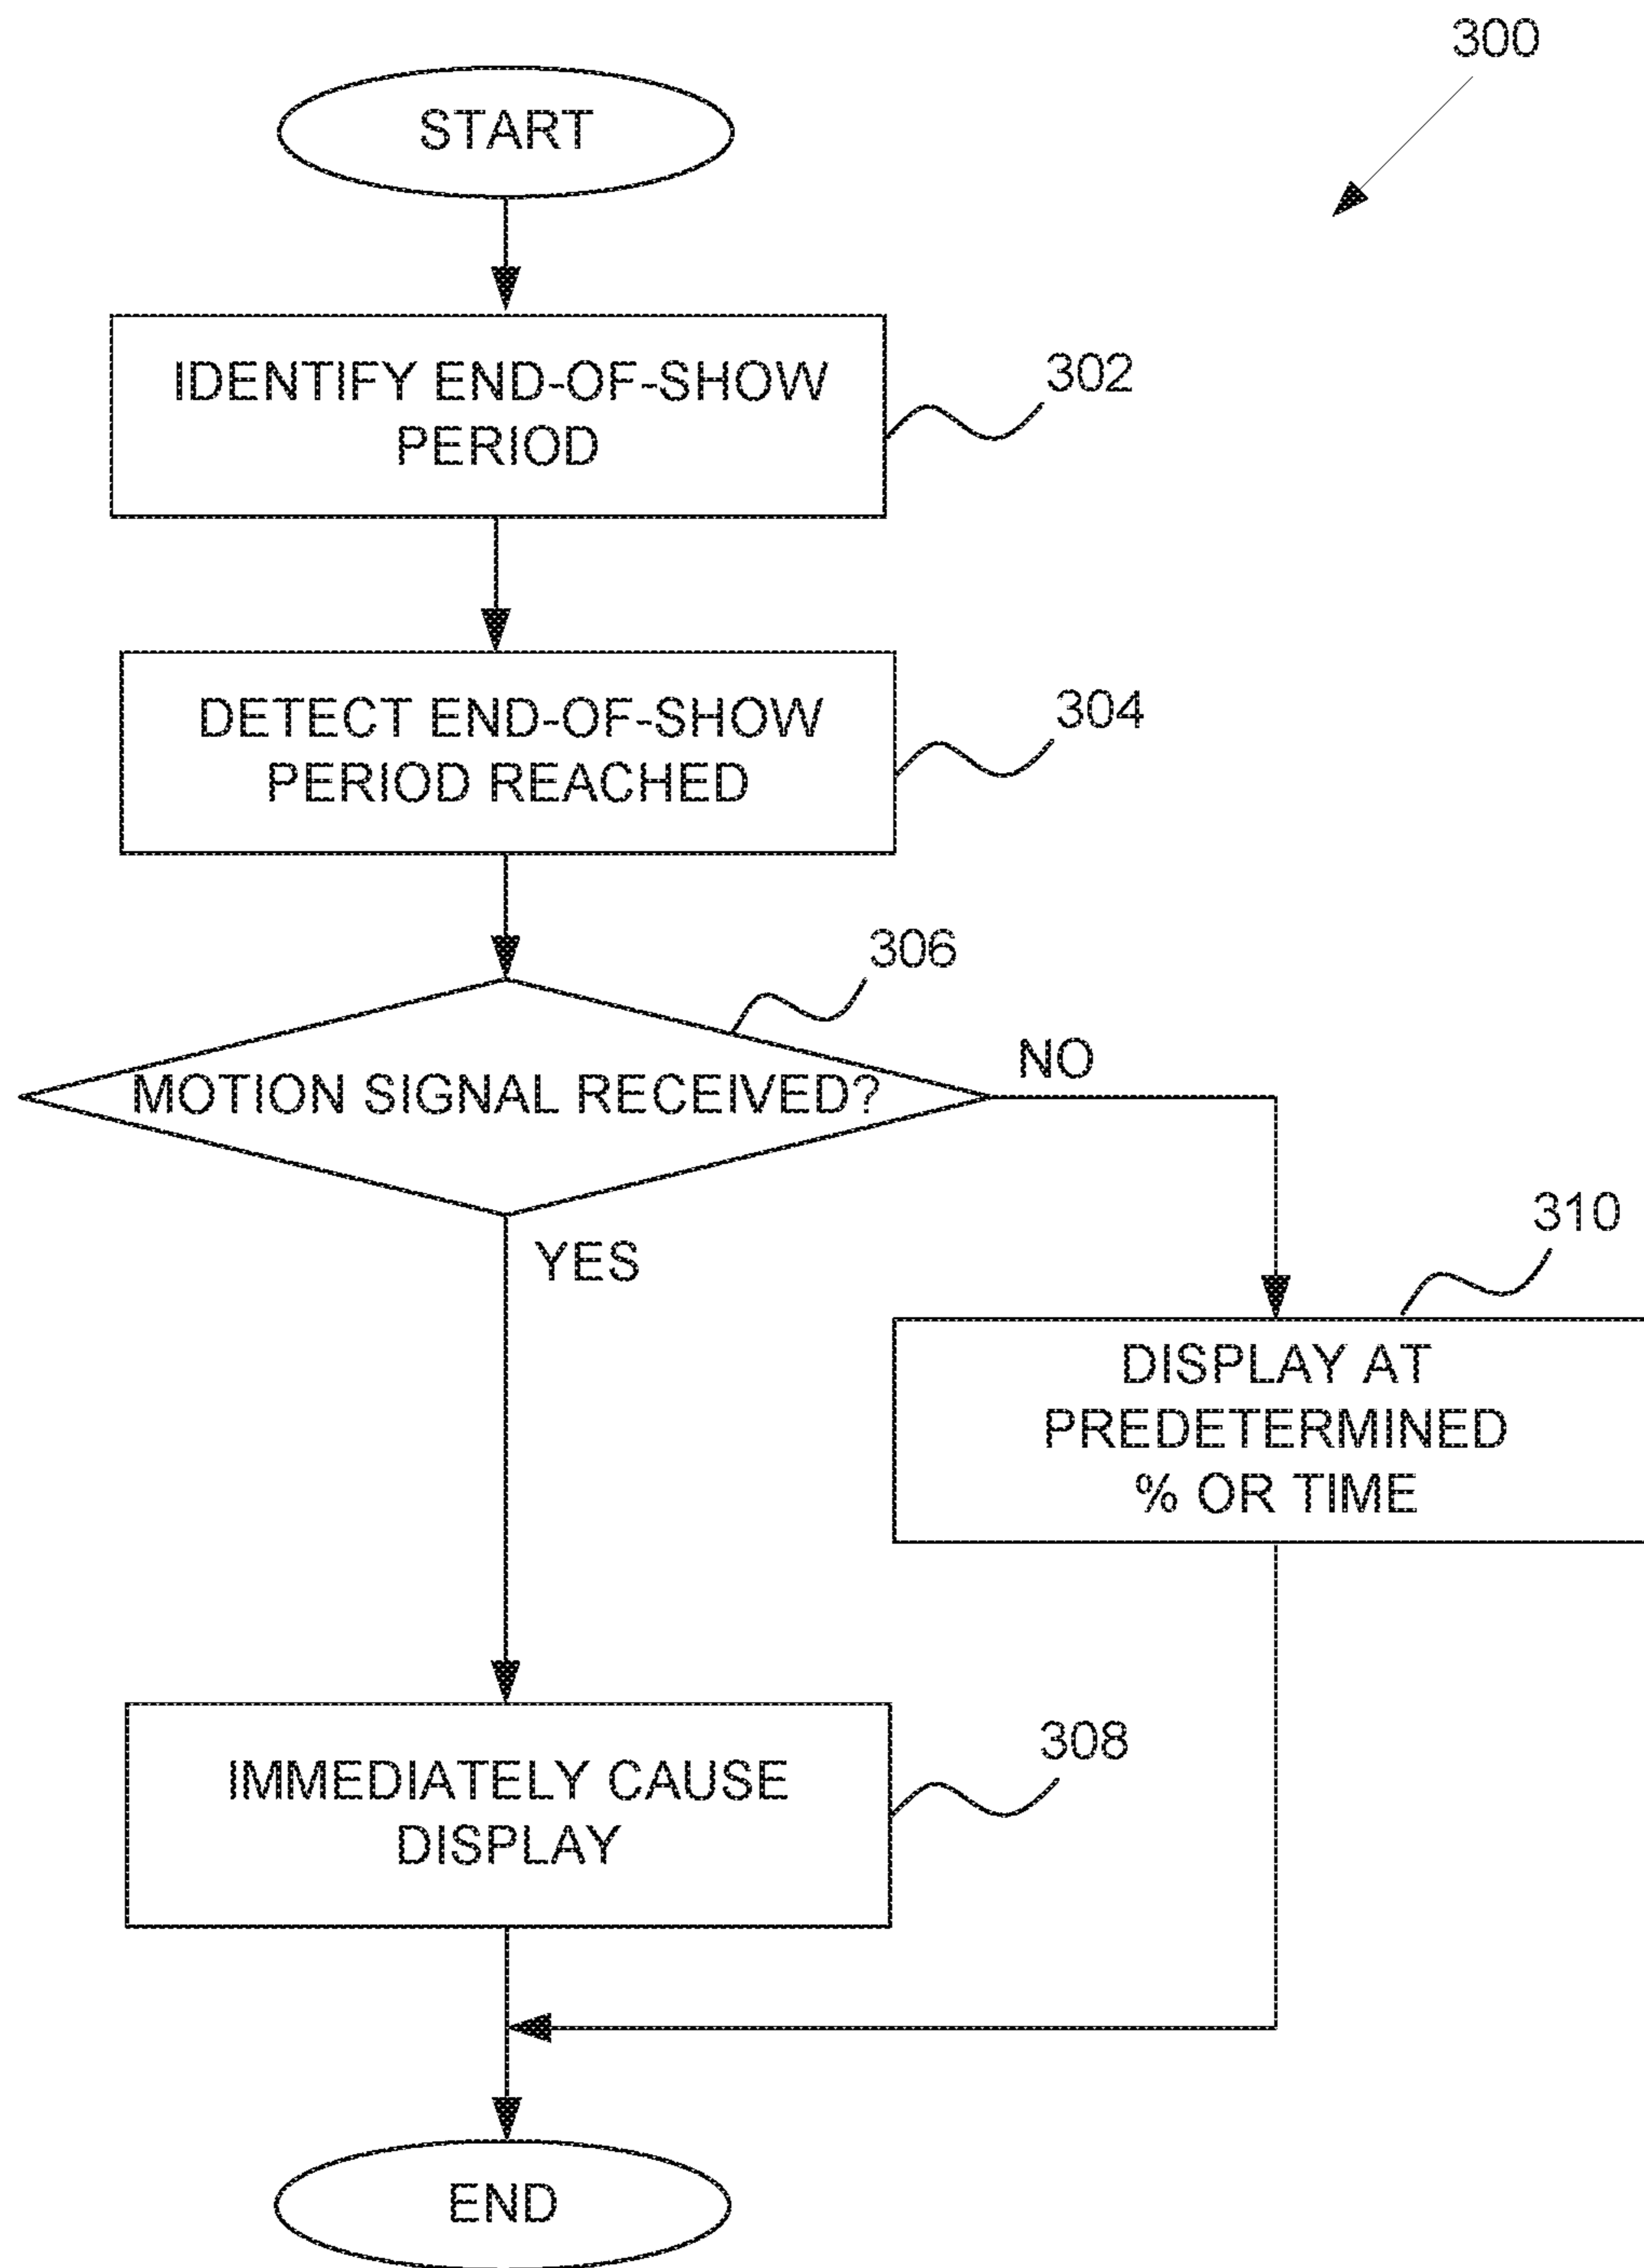 300
START
IDENTIFY END-OF-SHOW
PERIOD
302
DETECT END-OF-SHOW
PERIOD REACHED
304
306
MOTION SIGNAL RECEIVED?
NO
YES
310
DISPLAY AT
PREDETERMINED
% OR TIME
IMMEDIATELY CAUSE
DISPLAY
308
END